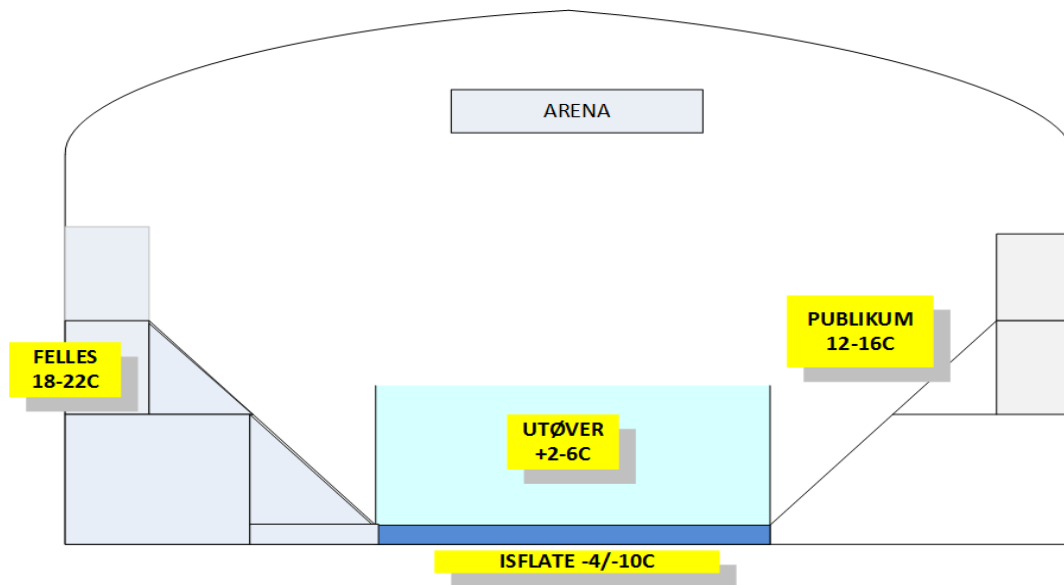 ARENA
PUBLIKUM
12-16C
FELLES
18-22C
UTØVER
+2-6C
ISFLATE -4/-10C